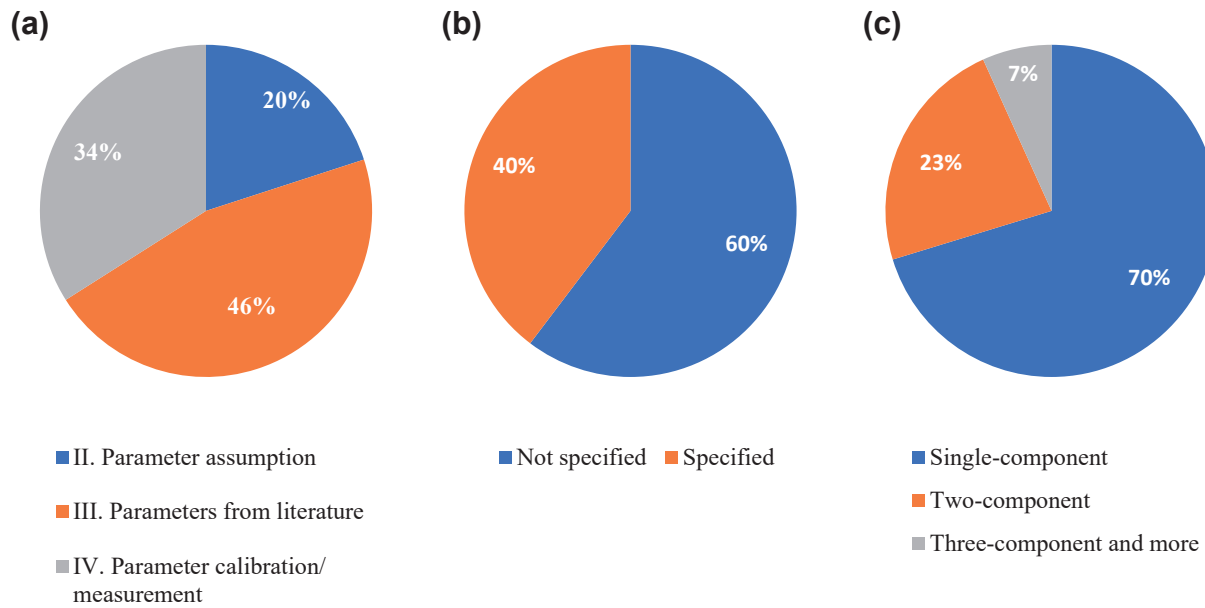 (a)
20%
34%
46%
II. Parameter assumption
III. Parameters from literature
IV. Parameter calibration/
measurement
(b)
40%
60%
Not specified Specified
(c)
7%
23%
70%
Single-component
Two-component
Three-component and more